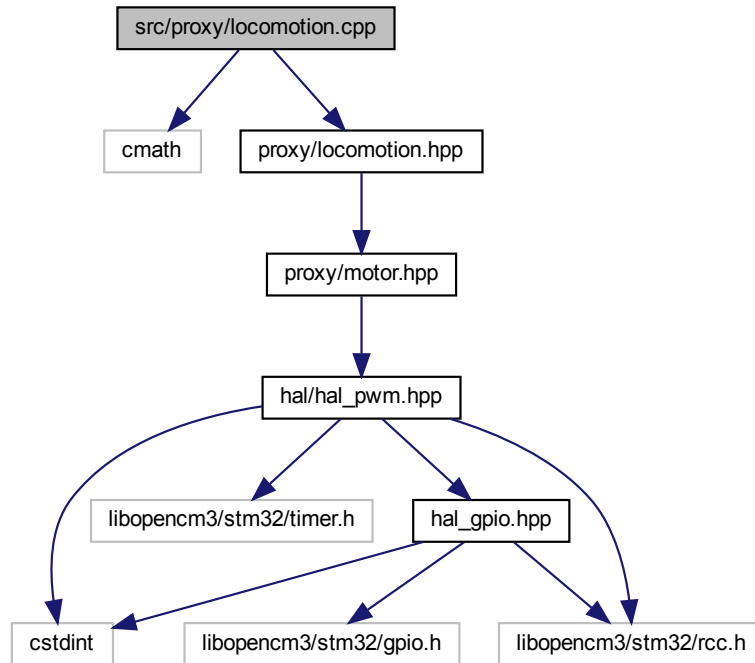 src/proxy/locomotion.cpp
cmath
proxy/locomotion.hpp
proxy/motor.hpp
hal/hal_pwm.hpp
libopencm3/stm32/timer.h
hal_gpio.hpp
cstdint
libopencm3/stm32/gpio.h
libopencm3/stm32/rcc.h